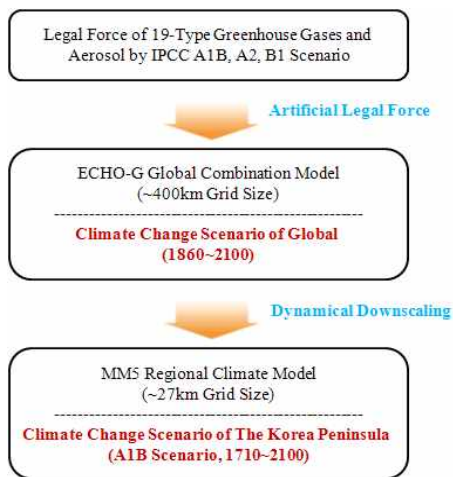 Legal Force of 19-Type Greenhouse Gases and
Aerosol by IPCC A1B, A2, B1 Scenario
Artificial Legal Force
ECHO-G Global Combination Model
(~400km Grid Size)
Climate Change Scenario of Global
(1860~2100)
Dynamical Downscaling
MM5 Regional Climate Model
(~27km Grid Size)
Climate Change Scenario of The Korea Peninsula
(A1B Scenario, 1710~2100)